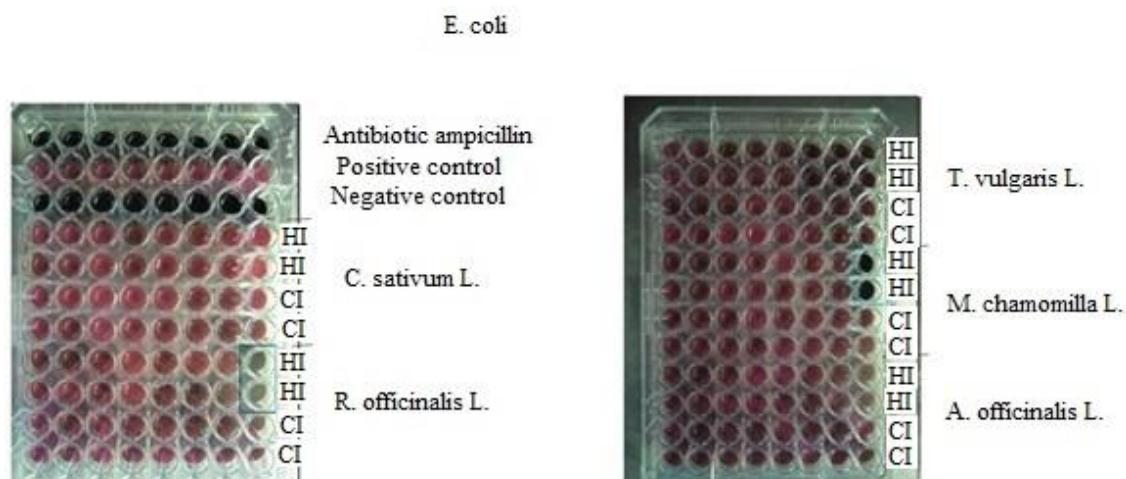 E. coli
Antibiotic ampicillin
Positive control
Negative control
HI
HI
C. sativum L.
CI
CI
HI
HI
R. officinalis L.
CI
CI
HI
HI
T. vulgaris L.
CI
CI
HI
HI
M. chamomilla L.
CI
CI
HI
HI
A. officinalis L.
CI
CI